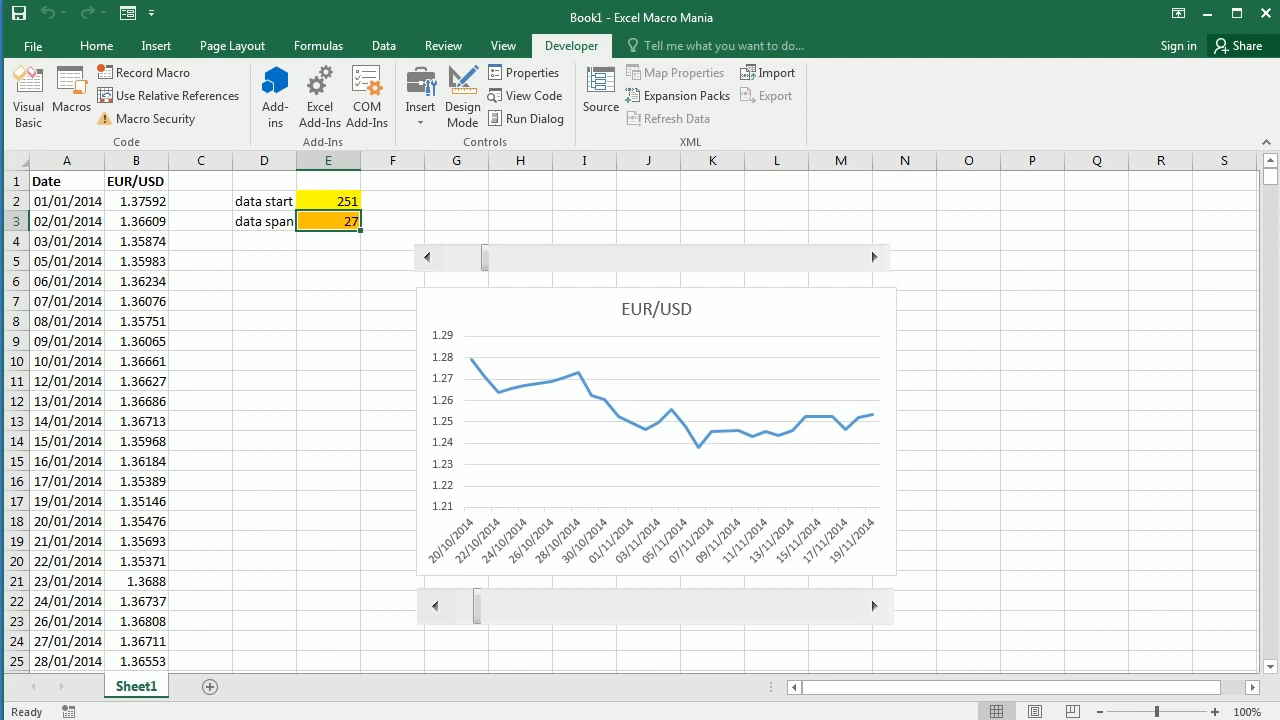 Book1 - Excel Macro Mania
File Home Insert Page Layout Formulas Data Review View Developer Tell me what you want to do... Sign in Share
Visual Basic
Macros
Record Macro
Use Relative References
Macro Security
Code
Add-ins
Excel Add-Ins
COM Add-Ins
Add-Ins
Insert
Design Mode
Properties
View Code
Run Dialog
Controls
Source
Map Properties
Expansion Packs
Refresh Data
Import
Export
XML
A B C D E F G H I J K L M N O P Q R S
1 Date EUR/USD
2 01/01/2014 1.37592 data start 251
3 02/01/2014 1.36609 data span 27
4 03/01/2014 1.35874
5 05/01/2014 1.35983
6 06/01/2014 1.36234
7 07/01/2014 1.36076
8 08/01/2014 1.35751
9 09/01/2014 1.36065
10 10/01/2014 1.36661
11 12/01/2014 1.36627
12 13/01/2014 1.36686
13 14/01/2014 1.36713
14 15/01/2014 1.35968
15 16/01/2014 1.36184
16 17/01/2014 1.35389
17 19/01/2014 1.35146
18 20/01/2014 1.35476
19 21/01/2014 1.35693
20 22/01/2014 1.35371
21 23/01/2014 1.3688
22 24/01/2014 1.36737
23 26/01/2014 1.36808
24 27/01/2014 1.36711
25 28/01/2014 1.36553
EUR/USD
1.29
1.28
1.27
1.26
1.25
1.24
1.23
1.22
1.21
20/10/2014 22/10/2014 24/10/2014 26/10/2014 28/10/2014 30/10/2014 01/11/2014 03/11/2014 05/11/2014 07/11/2014 09/11/2014 11/11/2014 13/11/2014 15/11/2014 17/11/2014 19/11/2014
Sheet1
Ready
100%